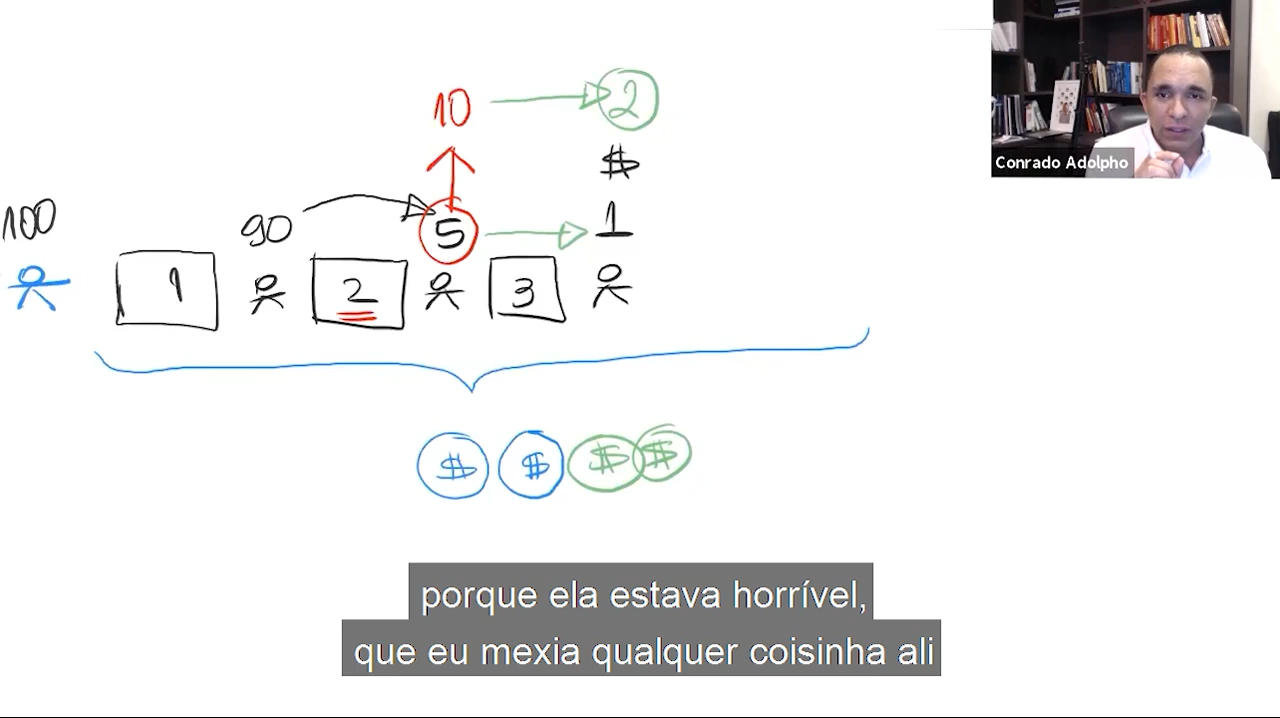 10 2
$
Conrado Adolpho
100 90 5 1
1 2 3
$ $ $ $
porque ela estava horrível,
que eu mexia qualquer coisinha ali